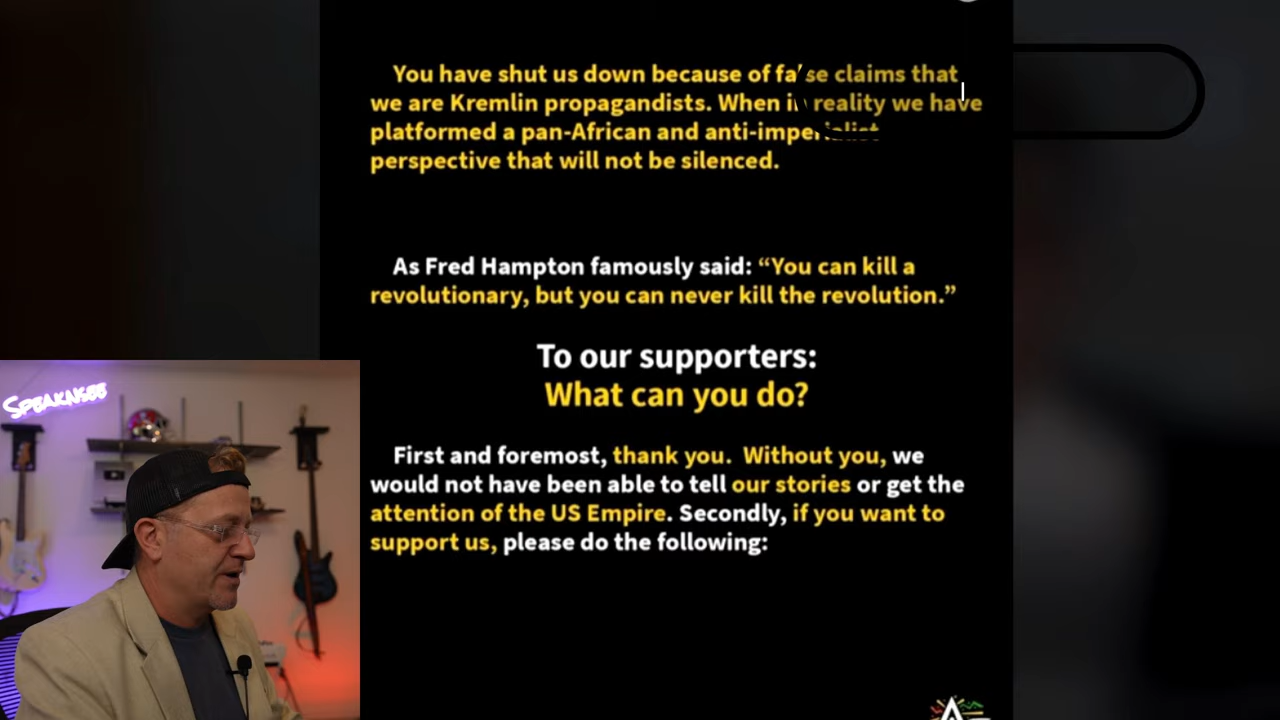 You have shut us down because of false claims that
we are Kremlin propagandists. When in reality we have
platformed a pan-African and anti-imperialist
perspective that will not be silenced.
As Fred Hampton famously said: “You can kill a
revolutionary, but you can never kill the revolution.”
To our supporters:
What can you do?
First and foremost, thank you. Without you, we
would not have been able to tell our stories or get the
attention of the US Empire. Secondly, if you want to
support us, please do the following:
SPEAKNSEE